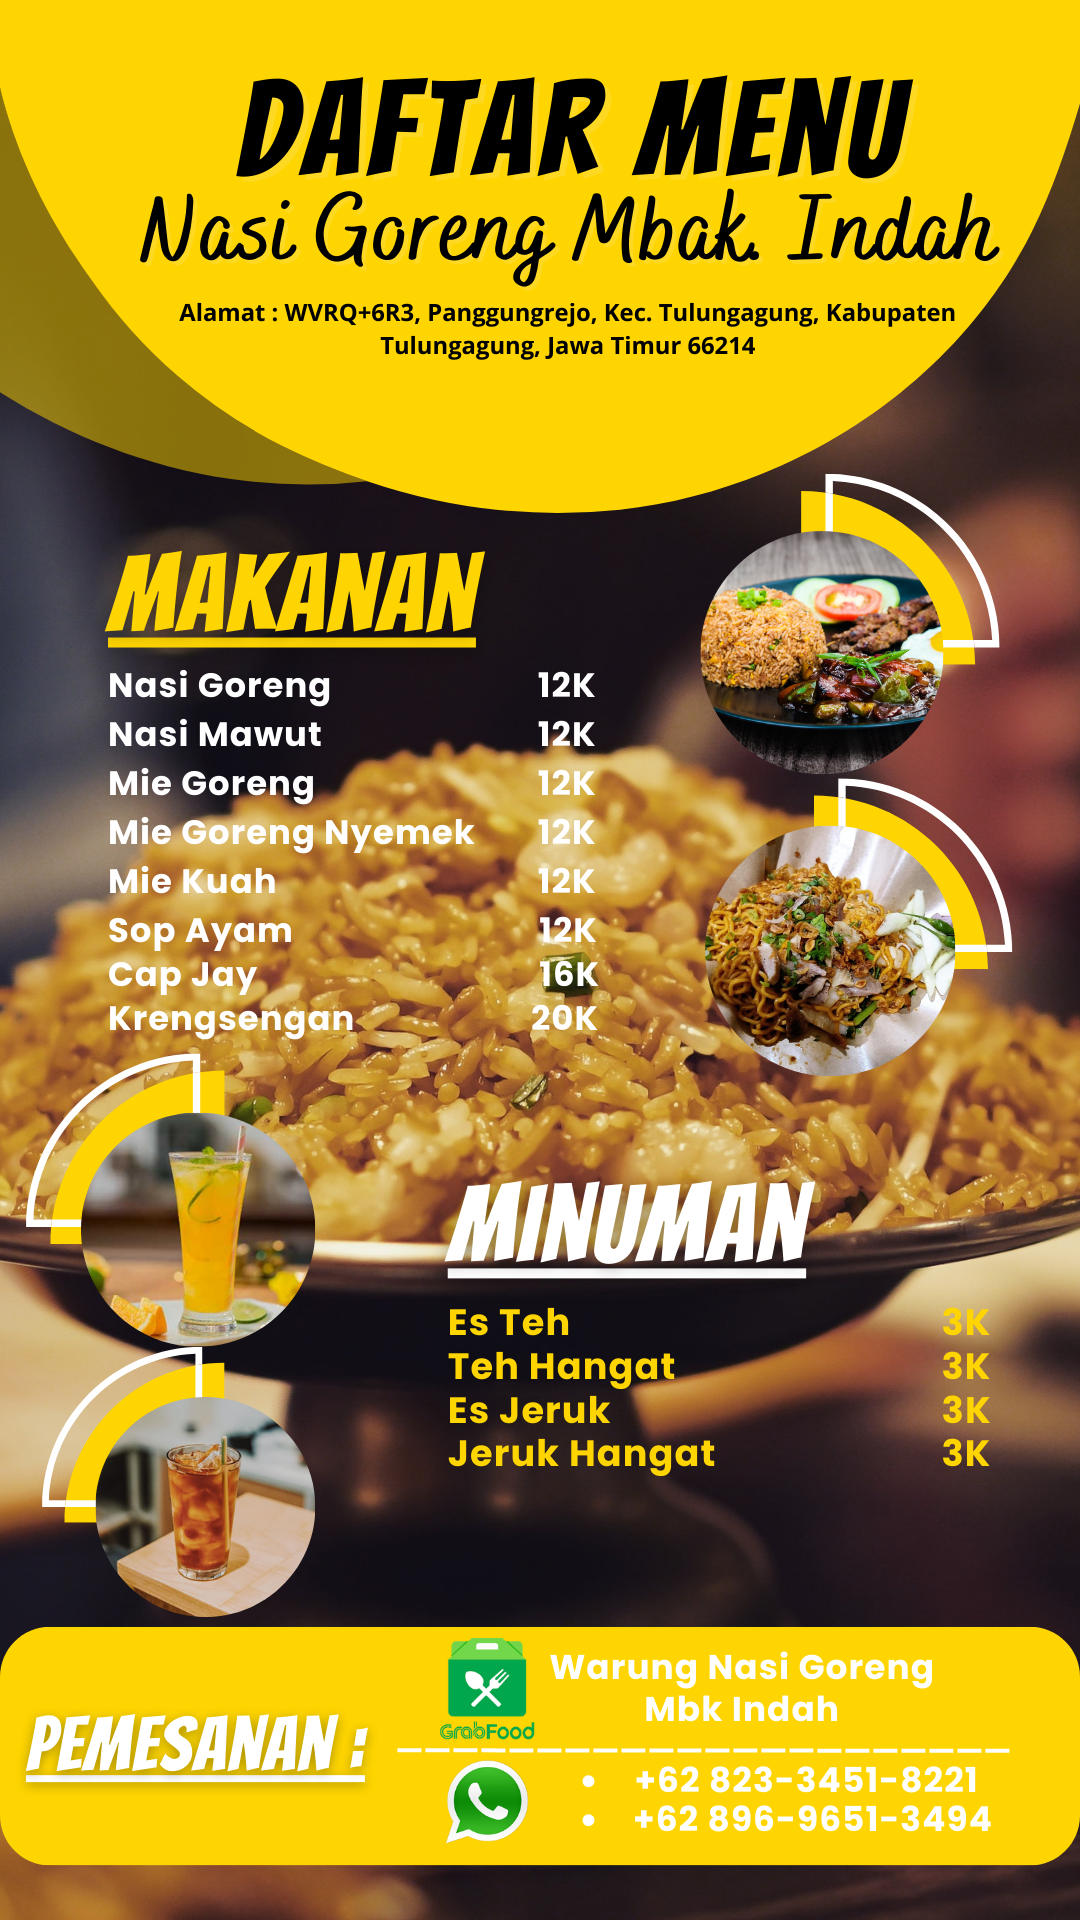 DAFTAR MENU
Nasi Goreng Mbak. Indah
Alamat : WVRQ+6R3, Panggungrejo, Kec. Tulungagung, Kabupaten
Tulungagung, Jawa Timur 66214
MAKANAN
Nasi Goreng 12K
Nasi Mawut 12K
Mie Goreng 12K
Mie Goreng Nyemek 12K
Mie Kuah 12K
Sop Ayam 12K
Cap Jay 16K
Krengsengan 20K
MINUMAN
Es Teh 3K
Teh Hangat 3K
Es Jeruk 3K
Jeruk Hangat 3K
PEMESANAN :
GrabFood
Warung Nasi Goreng
Mbk Indah
• +62 823-3451-8221
• +62 896-9651-3494